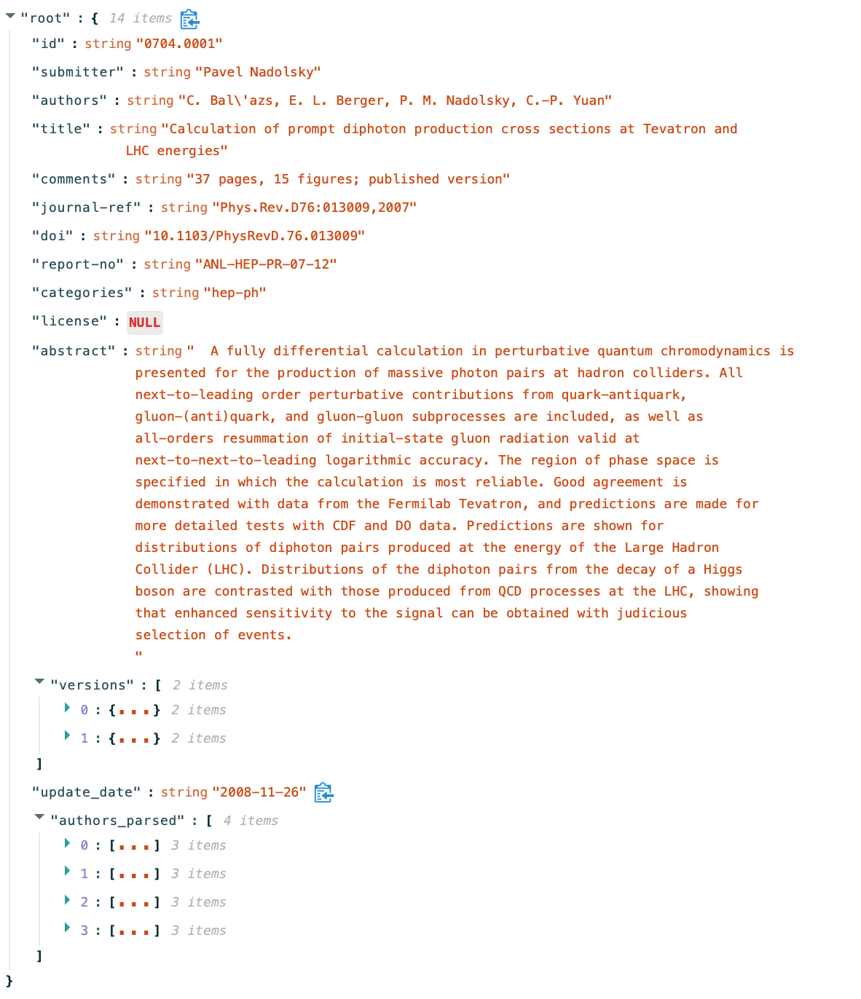 "root" : { 14 items
"id" : string "0704.0001"
"submitter" : string "Pavel Nadolsky"
"authors" : string "C. Bal\'azs, E. L. Berger, P. M. Nadolsky, C.-P. Yuan"
"title" : string "Calculation of prompt diphoton production cross sections at Tevatron and
LHC energies"
"comments" : string "37 pages, 15 figures; published version"
"journal-ref" : string "Phys.Rev.D76:013009,2007"
"doi" : string "10.1103/PhysRevD.76.013009"
"report-no" : string "ANL-HEP-PR-07-12"
"categories" : string "hep-ph"
"license" : NULL
"abstract" : string "  A fully differential calculation in perturbative quantum chromodynamics is
presented for the production of massive photon pairs at hadron colliders. All
next-to-leading order perturbative contributions from quark-antiquark,
gluon-(anti)quark, and gluon-gluon subprocesses are included, as well as
all-orders resummation of initial-state gluon radiation valid at
next-to-next-to-leading logarithmic accuracy. The region of phase space is
specified in which the calculation is most reliable. Good agreement is
demonstrated with data from the Fermilab Tevatron, and predictions are made for
more detailed tests with CDF and DO data. Predictions are shown for
distributions of diphoton pairs produced at the energy of the Large Hadron
Collider (LHC). Distributions of the diphoton pairs from the decay of a Higgs
boson are contrasted with those produced from QCD processes at the LHC, showing
that enhanced sensitivity to the signal can be obtained with judicious
selection of events.
"
"versions" : [ 2 items
0 : {...} 2 items
1 : {...} 2 items
]
"update_date" : string "2008-11-26"
"authors_parsed" : [ 4 items
0 : [...] 3 items
1 : [...] 3 items
2 : [...] 3 items
3 : [...] 3 items
]
}